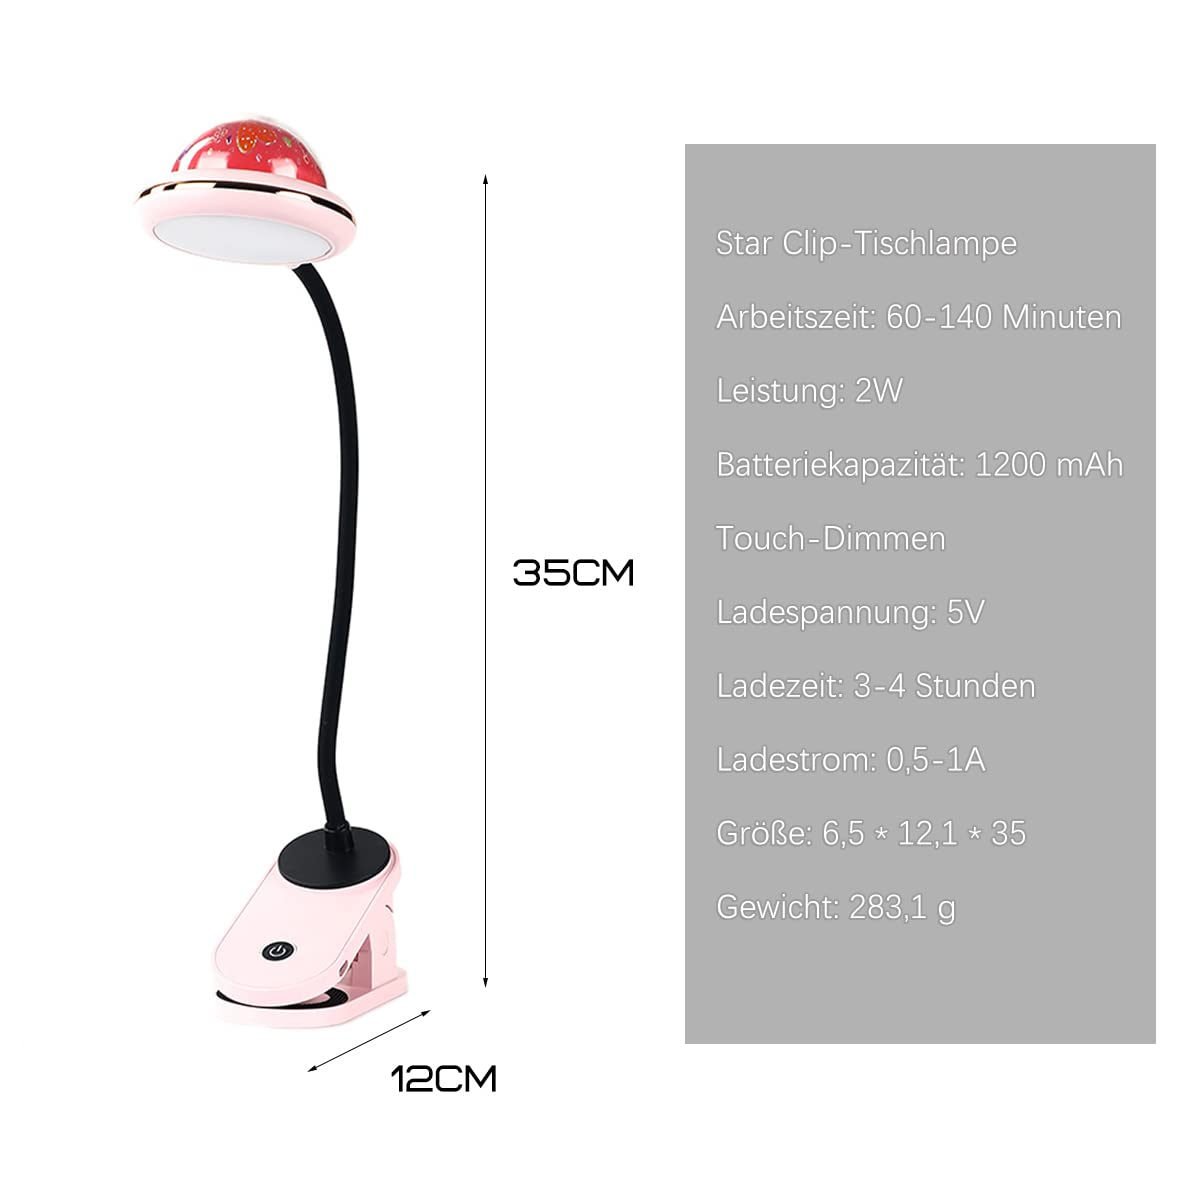 Star Clip-Tischlampe
Arbeitszeit: 60-140 Minuten
Leistung: 2W
Batteriekapazität: 1200 mAh
Touch-Dimmen
Ladespannung: 5V
Ladezeit: 3-4 Stunden
Ladestrom: 0,5-1A
Größe: 6,5 * 12,1 * 35
Gewicht: 283,1 g
35CM
12CM